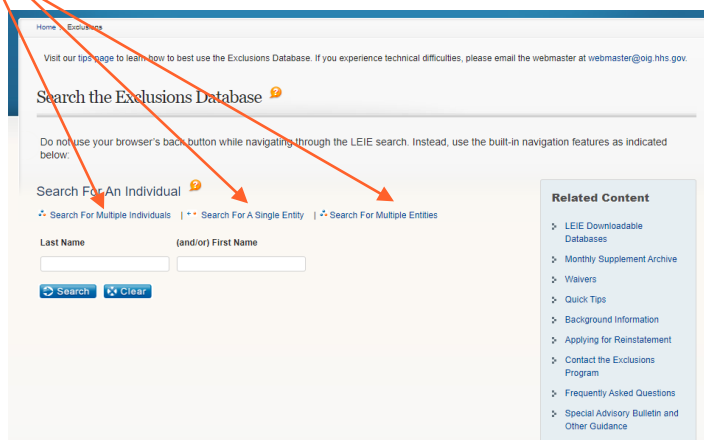 Home > Exclusions
Visit our tips page to learn how to best use the Exclusions Database. If you experience technical difficulties, please email the webmaster at webmaster@oig.hhs.gov.
Search the Exclusions Database
Do not use your browser's back button while navigating through the LEIE search. Instead, use the built-in navigation features as indicated
below:
Search For An Individual
Search For Multiple Individuals | Search For A Single Entity | Search For Multiple Entities
Last Name (and/or) First Name
Search Clear
Related Content
LEIE Downloadable
Databases
Monthly Supplement Archive
Waivers
Quick Tips
Background Information
Applying for Reinstatement
Contact the Exclusions
Program
Frequently Asked Questions
Special Advisory Bulletin and
Other Guidance